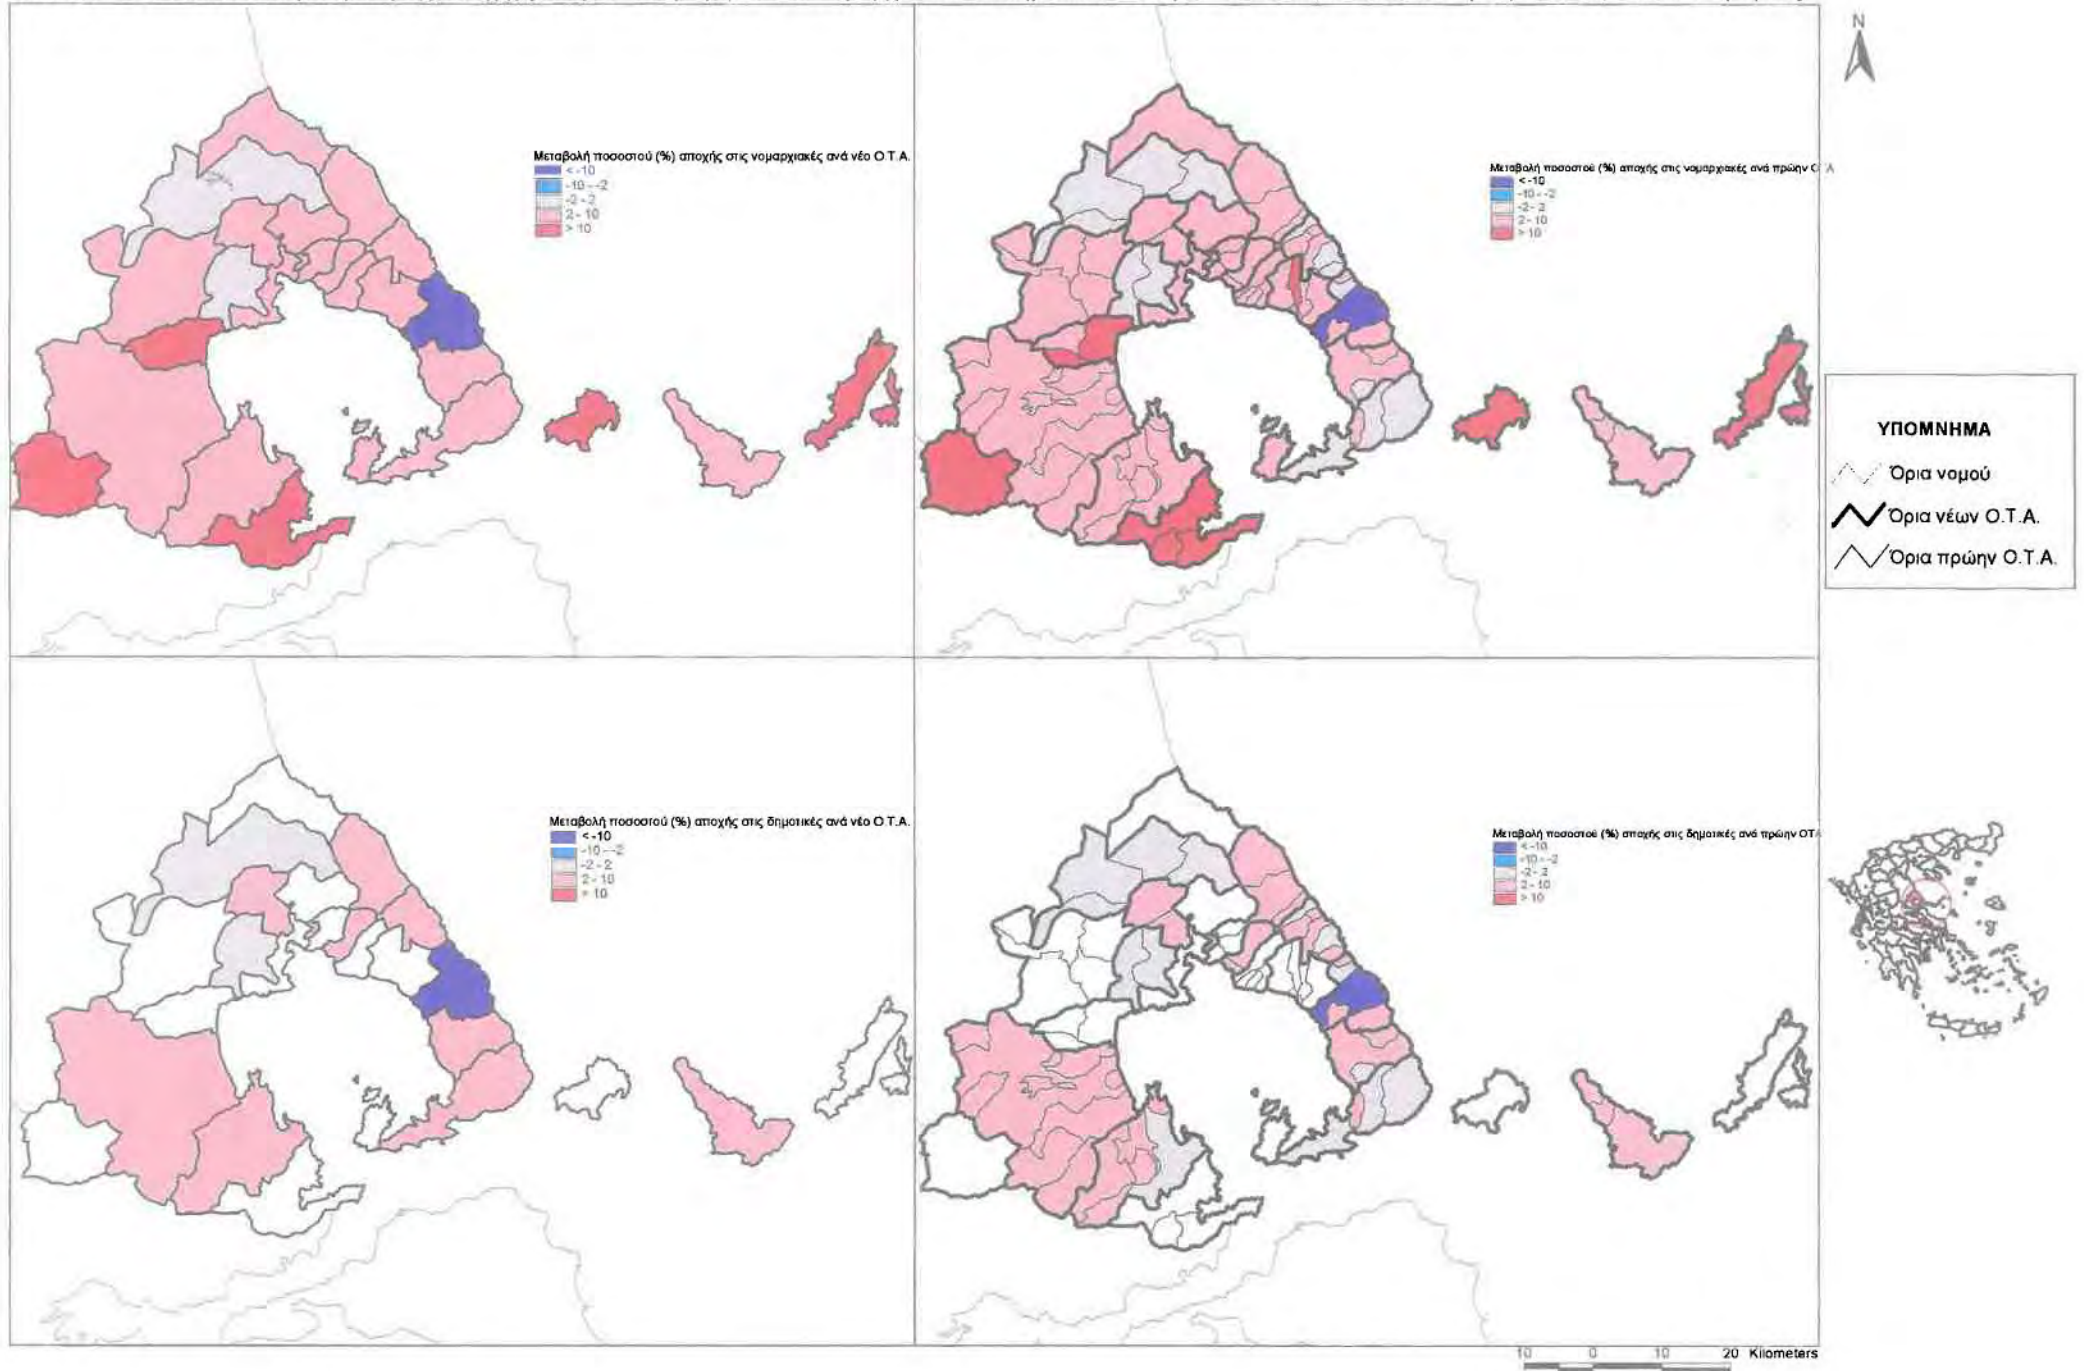 Μεταβολή ποσοστού (%) αποχής στις νομαρχιακές ανά νέο Ο.Τ.Α.
< -10
-10 - -2
-2 - 2
2 - 10
> 10
Μεταβολή ποσοστού (%) αποχής στις νομαρχιακές ανά πρώην ΟΤΑ
< -10
-10 - -2
-2 - 2
2 - 10
> 10
N
ΥΠΟΜΝΗΜΑ
Όρια νομού
Όρια νέων Ο.Τ.Α.
Όρια πρώην Ο.Τ.Α.
Μεταβολή ποσοστού (%) αποχής στις δημοτικές ανά νέο Ο.Τ.Α.
< -10
-10 - -2
-2 - 2
2 - 10
> 10
Μεταβολή ποσοστού (%) αποχής στις δημοτικές ανά πρώην ΟΤΑ
< -10
-10 - -2
-2 - 2
2 - 10
> 10
10 0 10 20 Kilometers